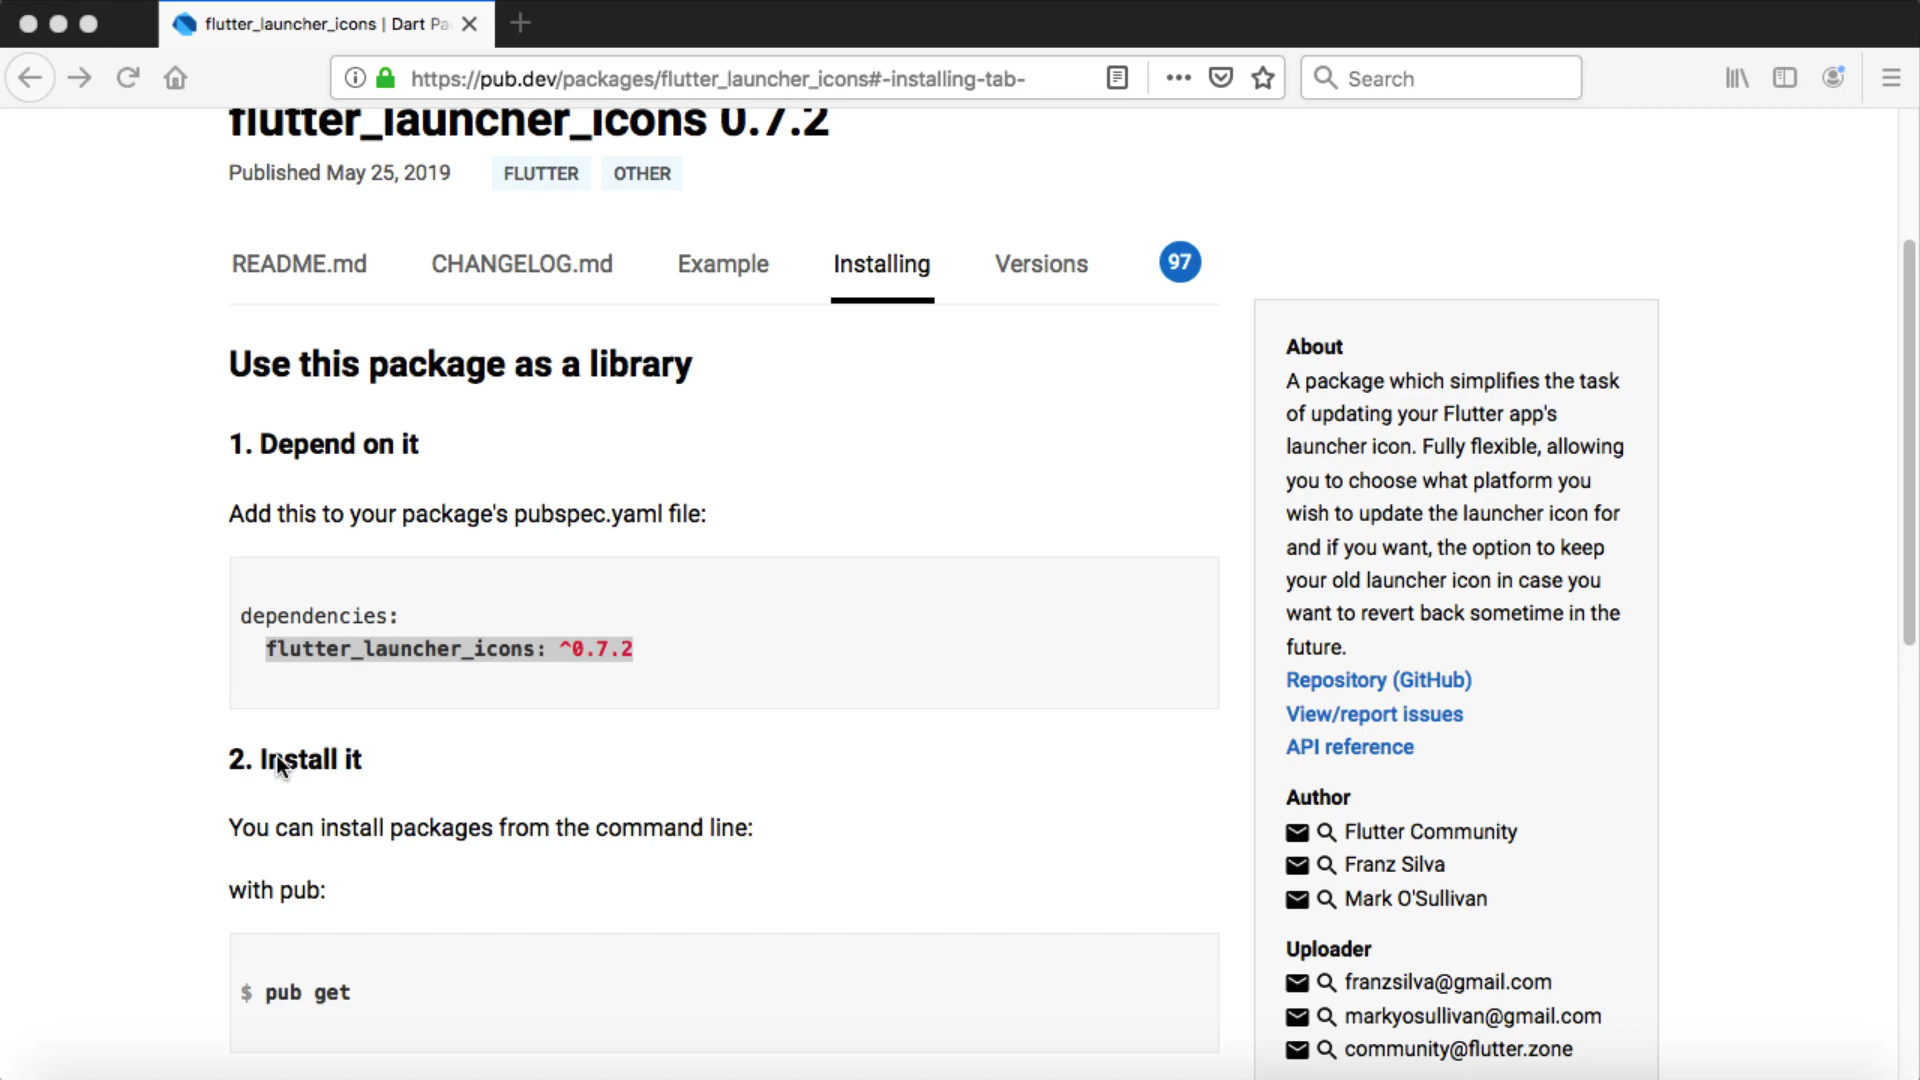 flutter_launcher_icons | Dart Pa
https://pub.dev/packages/flutter_launcher_icons#-installing-tab-
Search
flutter_launcher_icons 0.7.2
Published May 25, 2019
FLUTTER
OTHER
README.md
CHANGELOG.md
Example
Installing
Versions
97
Use this package as a library
1. Depend on it
Add this to your package's pubspec.yaml file:
dependencies:
flutter_launcher_icons: ^0.7.2
2. Install it
You can install packages from the command line:
with pub:
$ pub get
About
A package which simplifies the task
of updating your Flutter app's
launcher icon. Fully flexible, allowing
you to choose what platform you
wish to update the launcher icon for
and if you want, the option to keep
your old launcher icon in case you
want to revert back sometime in the
future.
Repository (GitHub)
View/report issues
API reference
Author
Flutter Community
Franz Silva
Mark O'Sullivan
Uploader
franzsilva@gmail.com
markyosullivan@gmail.com
community@flutter.zone